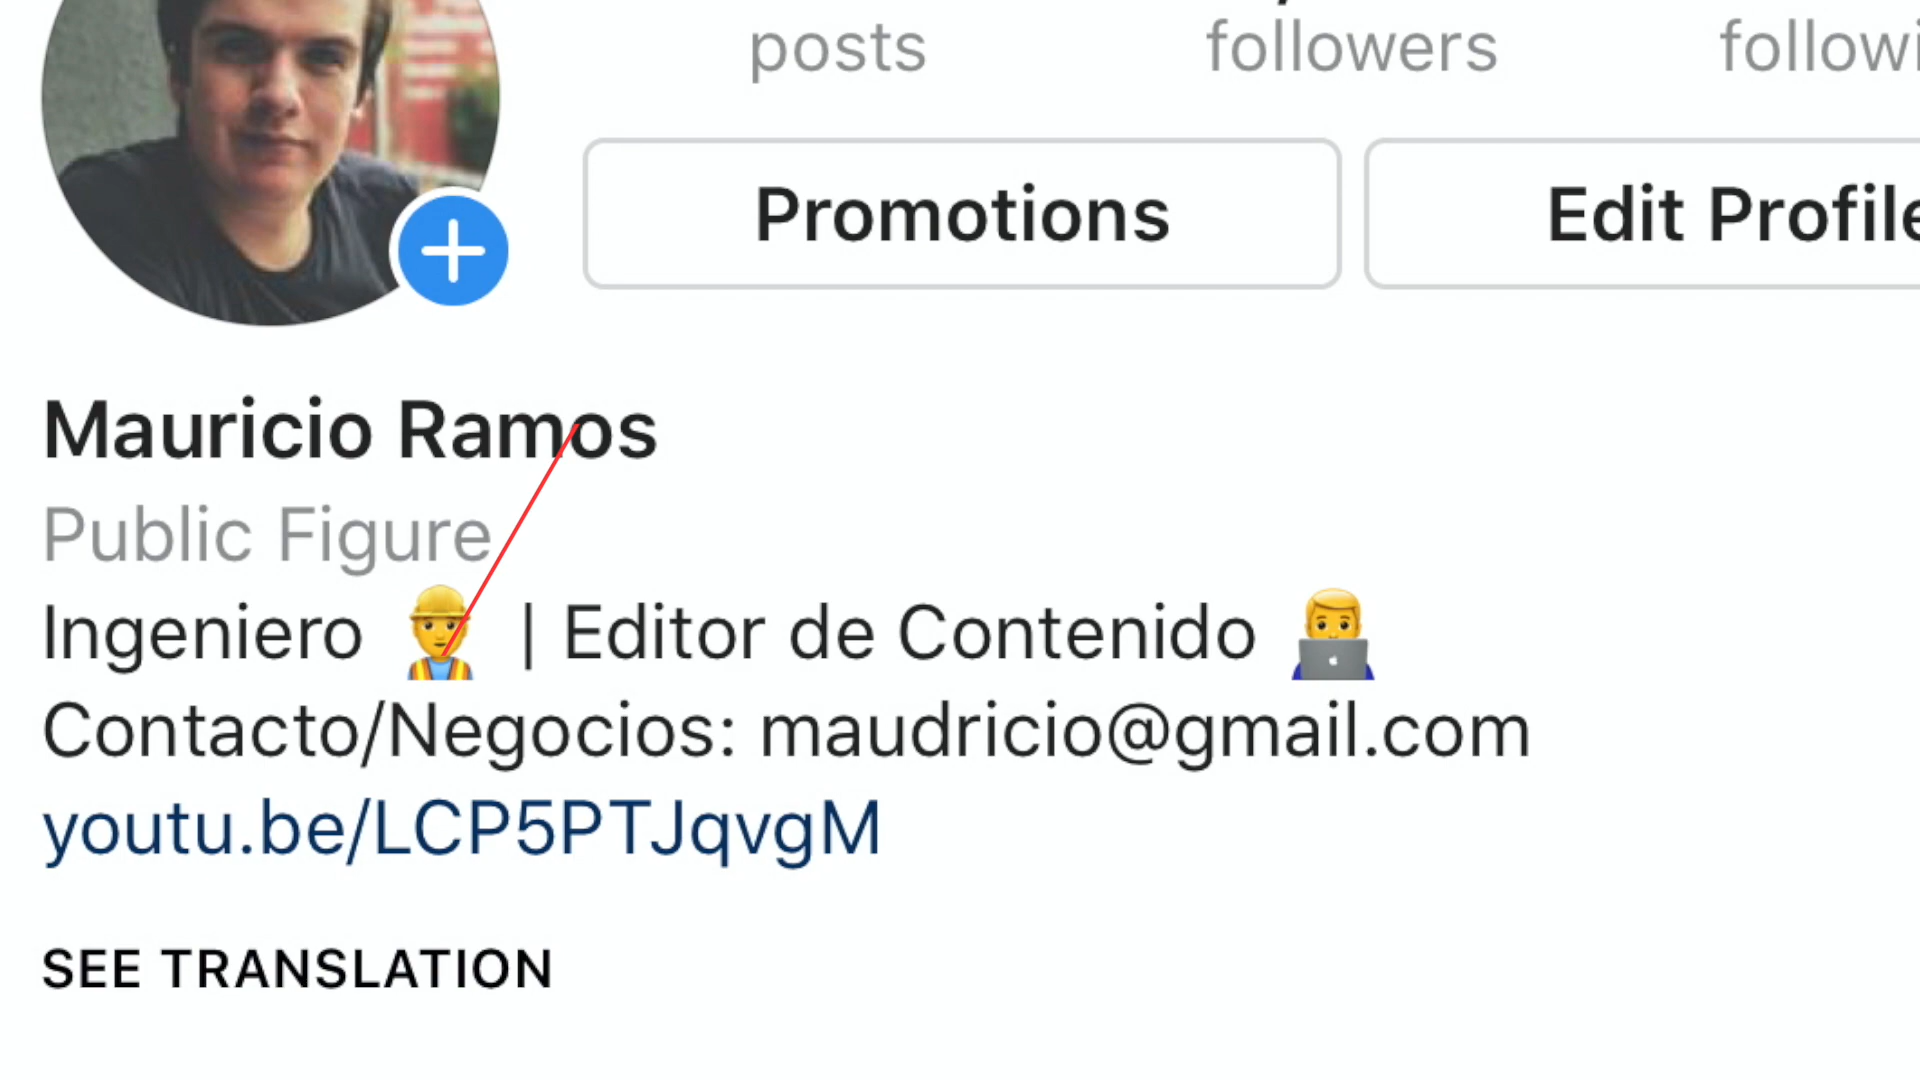 posts followers
Promotions Edit Profile
Mauricio Ramos
Public Figure
Ingeniero 👷‍♂️ | Editor de Contenido 👨‍💻
Contacto/Negocios: maudricio@gmail.com
youtu.be/LCP5PTJqvgM
SEE TRANSLATION